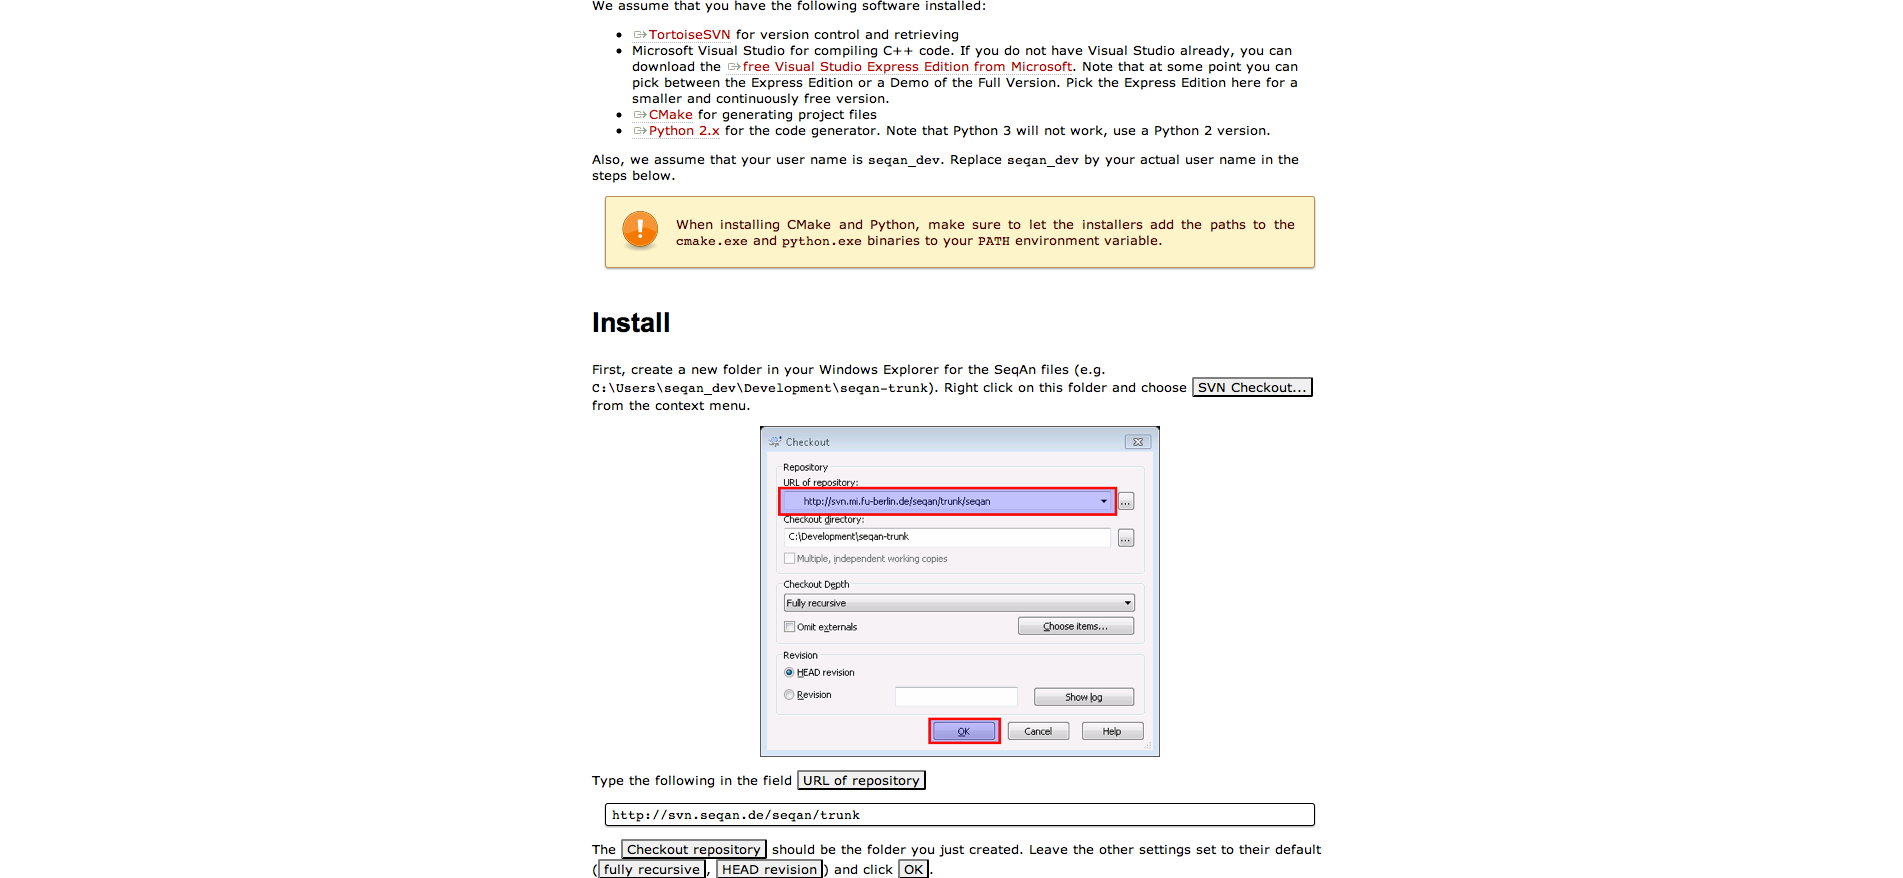 We assume that you have the following software installed:
TortoiseSVN for version control and retrieving
Microsoft Visual Studio for compiling C++ code. If you do not have Visual Studio already, you can
download the free Visual Studio Express Edition from Microsoft. Note that at some point you can
pick between the Express Edition or a Demo of the Full Version. Pick the Express Edition here for a
smaller and continuously free version.
CMake for generating project files
Python 2.x for the code generator. Note that Python 3 will not work, use a Python 2 version.
Also, we assume that your user name is seqan_dev. Replace seqan_dev by your actual user name in the
steps below.
When installing CMake and Python, make sure to let the installers add the paths to the
cmake.exe and python.exe binaries to your PATH environment variable.
Install
First, create a new folder in your Windows Explorer for the SeqAn files (e.g.
C:\Users\seqan_dev\Development\seqan-trunk). Right click on this folder and choose SVN Checkout...
from the context menu.
Checkout
Repository
URL of repository:
http://svn.mi.fu-berlin.de/seqan/trunk/seqan
...
Checkout directory:
C:\Development\seqan-trunk
...
Multiple, independent working copies
Checkout Depth
Fully recursive
Omit externals
Choose items...
Revision
HEAD revision
Revision
Show log
OK
Cancel
Help
Type the following in the field URL of repository
http://svn.seqan.de/seqan/trunk
The Checkout repository should be the folder you just created. Leave the other settings set to their default
(fully recursive, HEAD revision) and click OK.